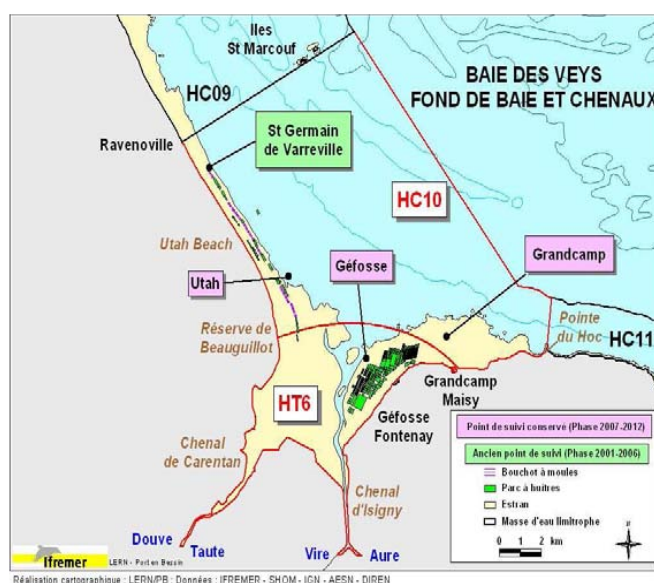 Iles
St Marcouf
BAIE DES VEYS
FOND DE BAIE ET CHENAUX
HC09
St Germain
de Varreville
Ravenoville
HC10
Utah Beach
Géfosse
Grandcamp
Utah
Pointe
du Hoc
HC11
Réserve de
Beauguillot
HT6
Grandcamp
Maisy
Géfosse
Fontenay
Chenal
de Carentan
Chenal
d'Isigny
Douve
Taute
Vire
Aure
Point de suivi conservé (Phase 2007-2012)
Ancien point de suivi (Phase 2001-2006)
Bouchot à moules
Parc à huîtres
Estran
Masse d'eau limitrophe
0 1 2 km
N
Ifremer
LERN - Port en Bessin
Réalisation cartographique : LERN/PB ; Données : IFREMER - SHOM - IGN - AESN - DIREN